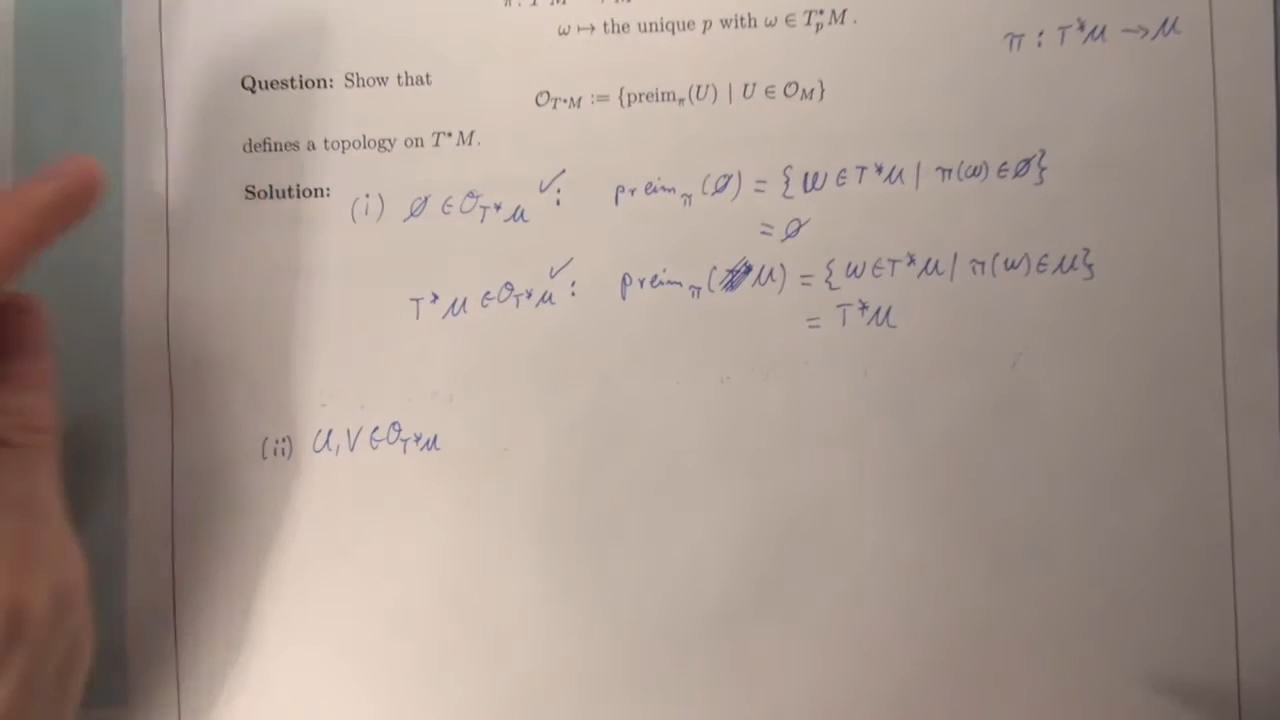 ω ↦ the unique p with ω ∈ T*ₚM .
π : T*M → M
Question: Show that
𝒪_{T*M} := {preim_π(U) | U ∈ 𝒪_M}
defines a topology on T*M.
Solution: (i) ∅ ∈ 𝒪_{T*M} ✓ : preim_π(∅) = {ω ∈ T*M | π(ω) ∈ ∅}
= ∅
T*M ∈ 𝒪_{T*M} ✓ : preim_π(M) = {ω ∈ T*M | π(ω) ∈ M}
= T*M
(ii) U, V ∈ 𝒪_{T*M}